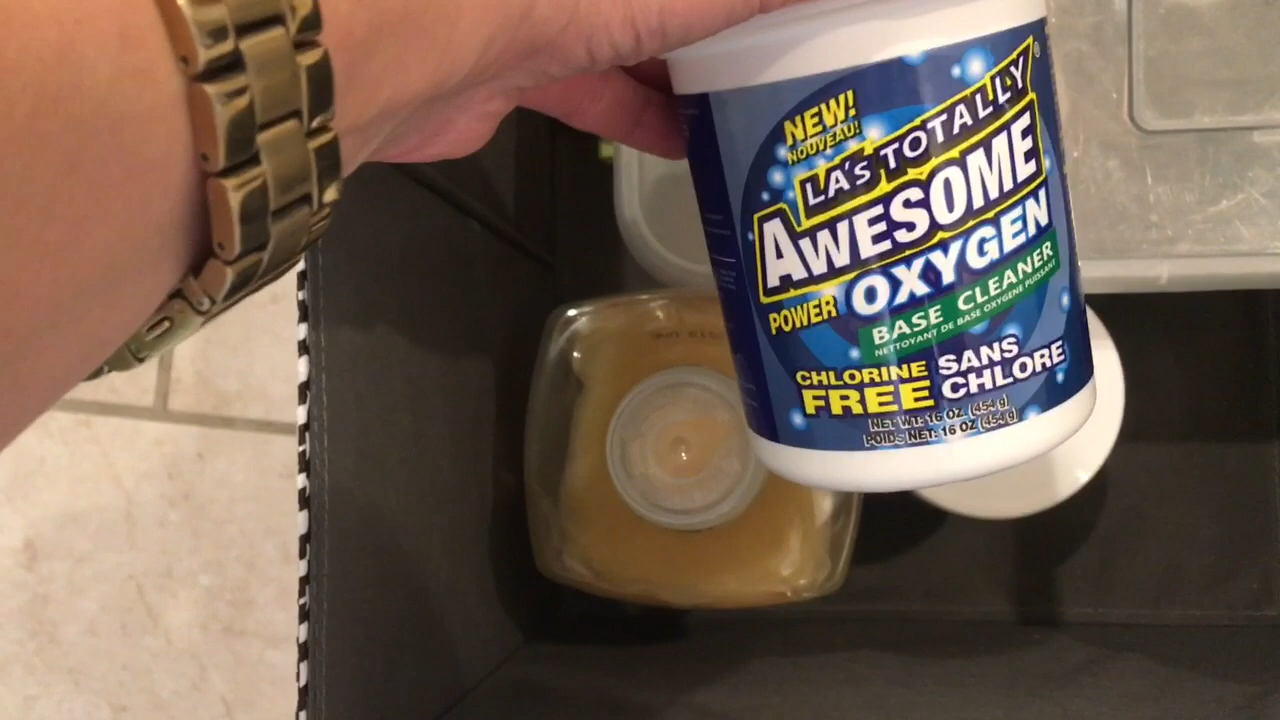 NEW!
NOUVEAU!
LA'S TOTALLY
AWESOME
POWER OXYGEN
BASE CLEANER
NETTOYANT DE BASE OXYGENE PUISSANT
CHLORINE FREE
SANS CHLORE
NET WT: 16 OZ. (454 g)
POIDS NET: 16 OZ (454 g)